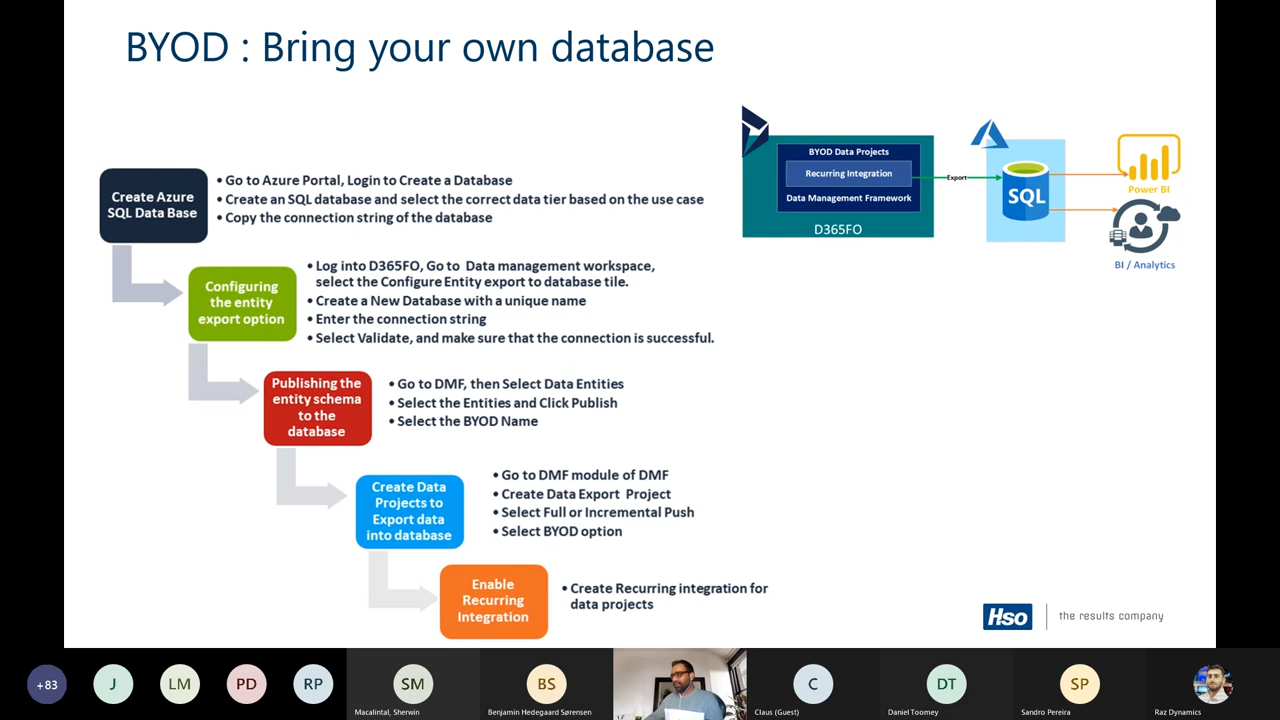 BYOD : Bring your own database
BYOD Data Projects
Recurring Integration
Data Management Framework
D365FO
Export
SQL
Power BI
BI / Analytics
Create Azure
SQL Data Base
• Go to Azure Portal, Login to Create a Database
• Create an SQL database and select the correct data tier based on the use case
• Copy the connection string of the database
Configuring
the entity
export option
• Log into D365FO, Go to Data management workspace,
select the Configure Entity export to database tile.
• Create a New Database with a unique name
• Enter the connection string
• Select Validate, and make sure that the connection is successful.
Publishing the
entity schema
to the
database
• Go to DMF, then Select Data Entities
• Select the Entities and Click Publish
• Select the BYOD Name
Create Data
Projects to
Export data
into database
• Go to DMF module of DMF
• Create Data Export Project
• Select Full or Incremental Push
• Select BYOD option
Enable
Recurring
Integration
• Create Recurring integration for
data projects
Hso
the results company
+83
J
LM
PD
RP
SM
Macalintal, Sherwin
BS
Benjamin Hedegaard Sørensen
C
Claus (Guest)
DT
Daniel Toomey
SP
Sandro Pereira
Raz Dynamics